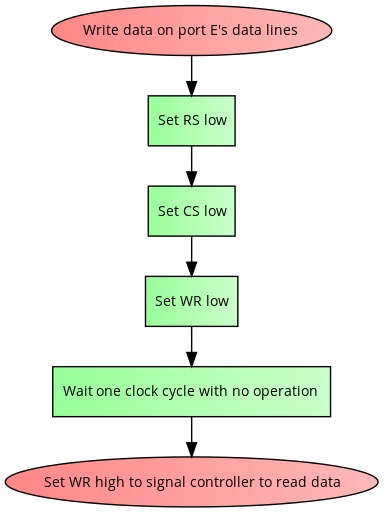 Write data on port E's data lines
Set RS low
Set CS low
Set WR low
Wait one clock cycle with no operation
Set WR high to signal controller to read data